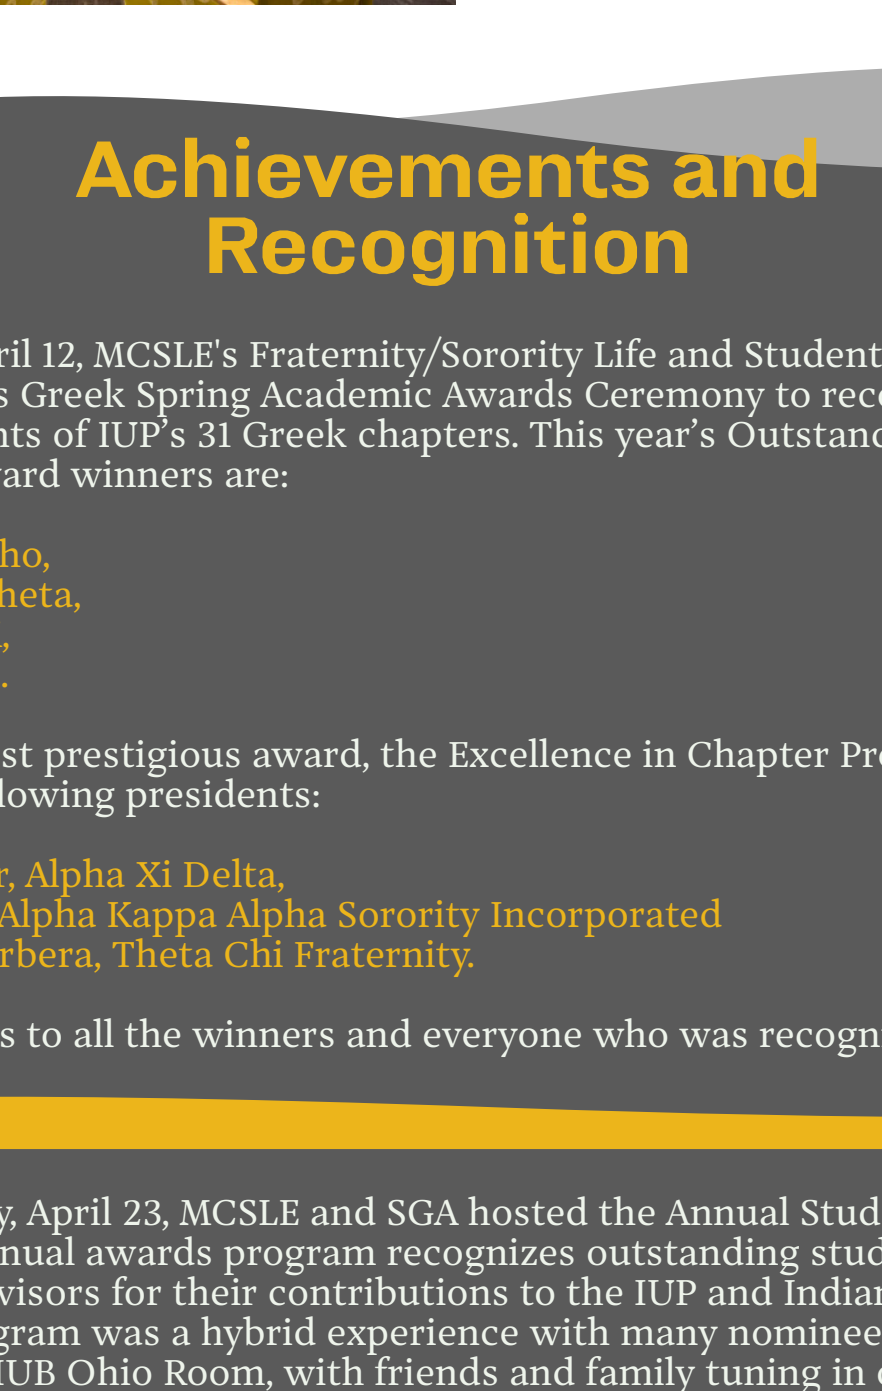 Achievements and
Recognition
ril 12, MCSLE's Fraternity/Sorority Life and Student
s Greek Spring Academic Awards Ceremony to rec
nts of IUP's 31 Greek chapters. This year's Outstand
ard winners are:
ho,
heta,
.
st prestigious award, the Excellence in Chapter Pr
lowing presidents:
r, Alpha Xi Delta,
Alpha Kappa Alpha Sorority Incorporated
rbera, Theta Chi Fraternity.
s to all the winners and everyone who was recogn
y, April 23, MCSLE and SGA hosted the Annual Stud
nual awards program recognizes outstanding stud
visors for their contributions to the IUP and Indian
gram was a hybrid experience with many nominee
HUB Ohio Room, with friends and family tuning in